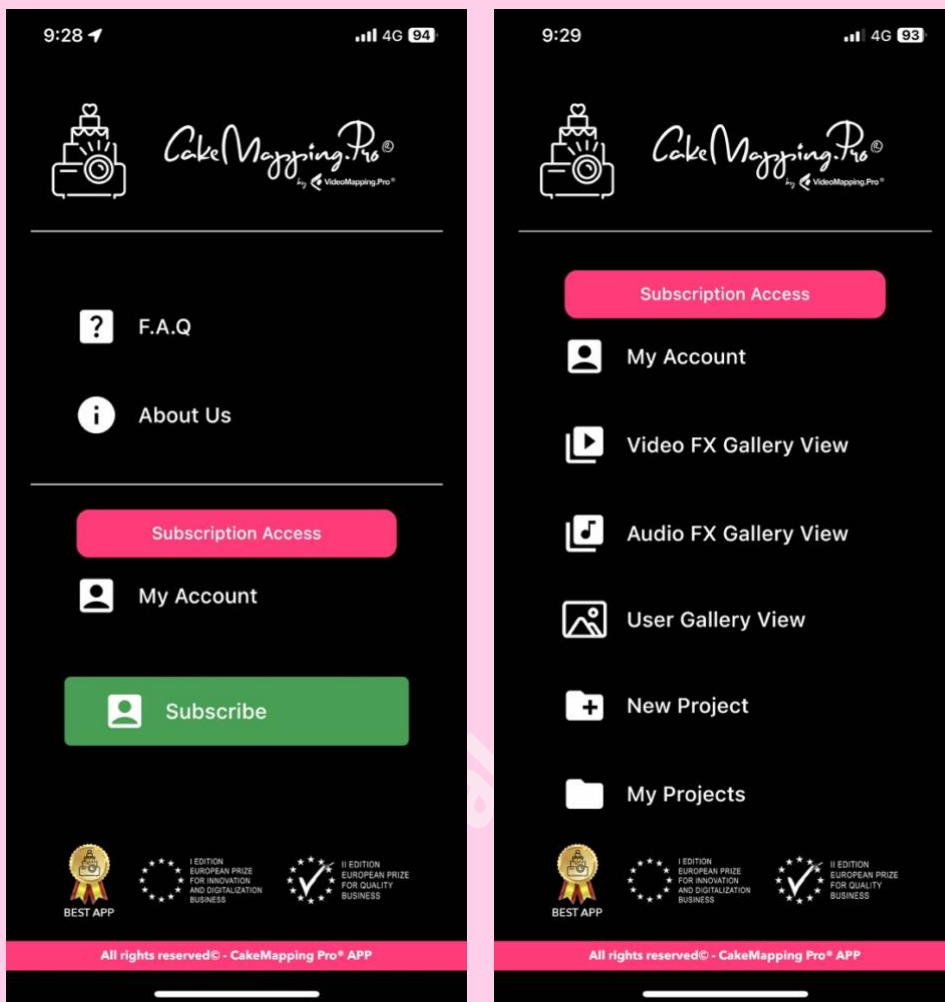 9:28
4G 94
CakeMapping.Pro®
by VideoMapping.Pro®
F.A.Q
About Us
Subscription Access
My Account
Subscribe
BEST APP
I EDITION
EUROPEAN PRIZE
FOR INNOVATION
AND DIGITALIZATION
BUSINESS
II EDITION
EUROPEAN PRIZE
FOR QUALITY
BUSINESS
All rights reserved© - CakeMapping Pro® APP
9:29
4G 93
CakeMapping.Pro®
by VideoMapping.Pro®
Subscription Access
My Account
Video FX Gallery View
Audio FX Gallery View
User Gallery View
New Project
My Projects
BEST APP
I EDITION
EUROPEAN PRIZE
FOR INNOVATION
AND DIGITALIZATION
BUSINESS
II EDITION
EUROPEAN PRIZE
FOR QUALITY
BUSINESS
All rights reserved© - CakeMapping Pro® APP